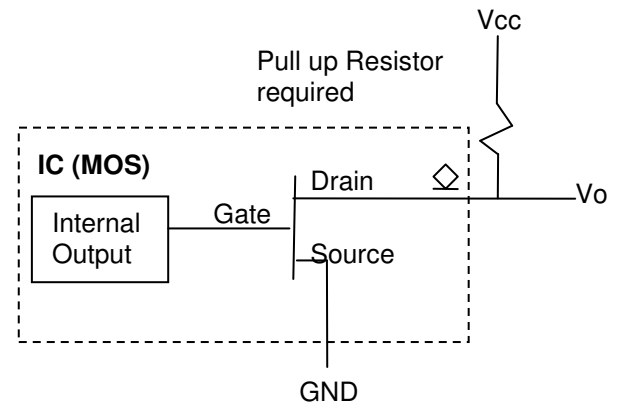 Vcc
Pull up Resistor
required
IC (MOS)
Drain
Vo
Internal
Output
Gate
Source
GND